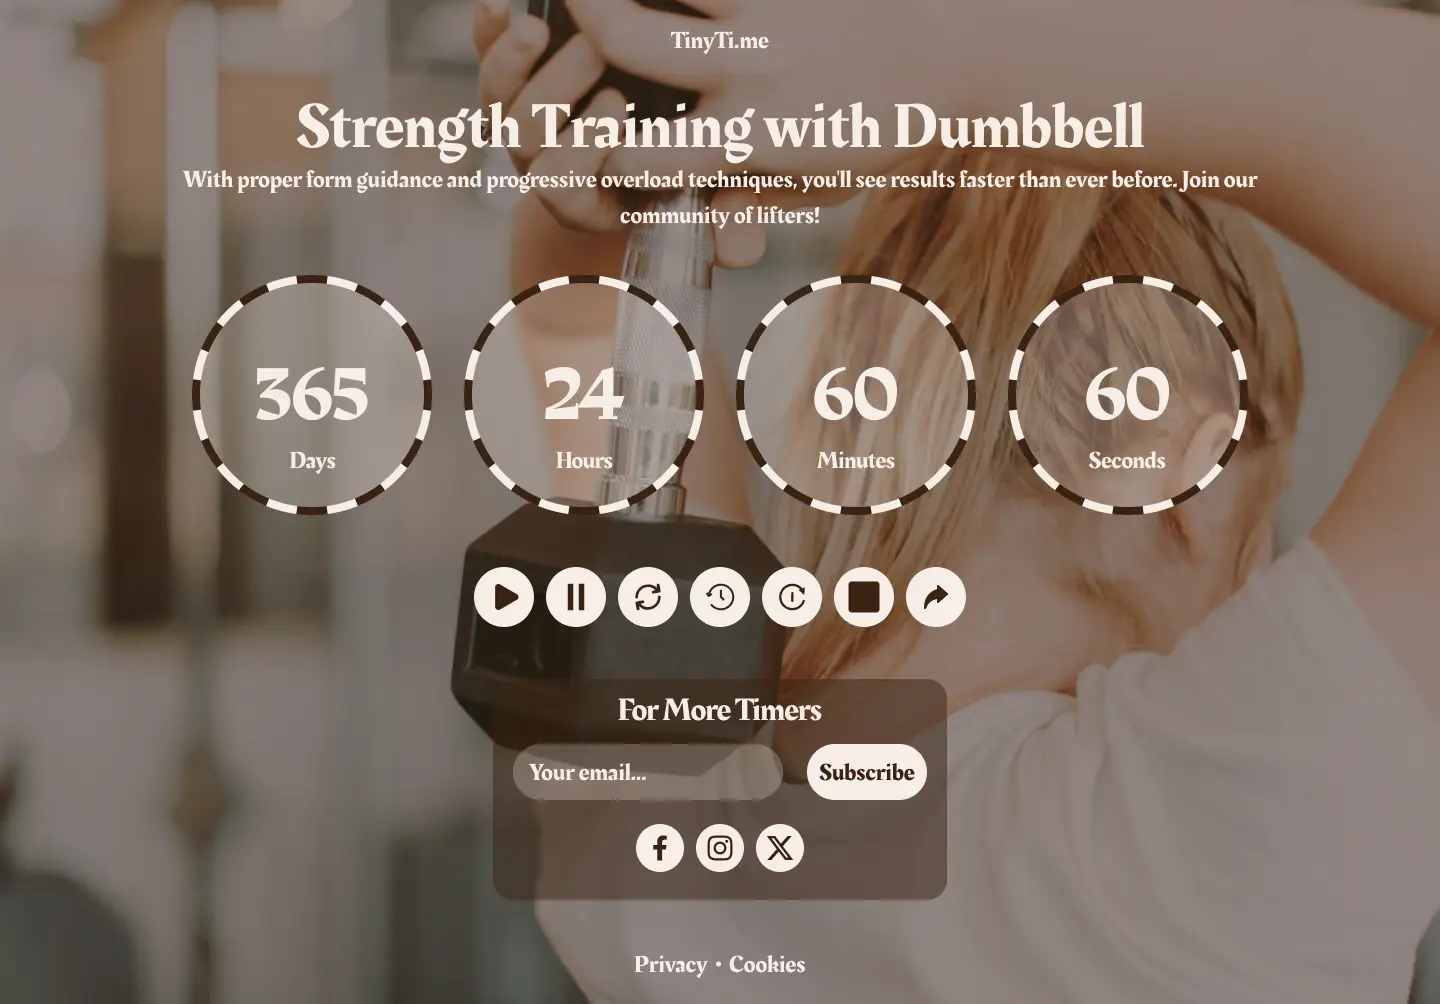 TinyTi.me
Strength Training with Dumbbell
With proper form guidance and progressive overload techniques, you'll see results faster than ever before. Join our
community of lifters!
365
Days
24
Hours
60
Minutes
60
Seconds
For More Timers
Your email...
Subscribe
Privacy • Cookies